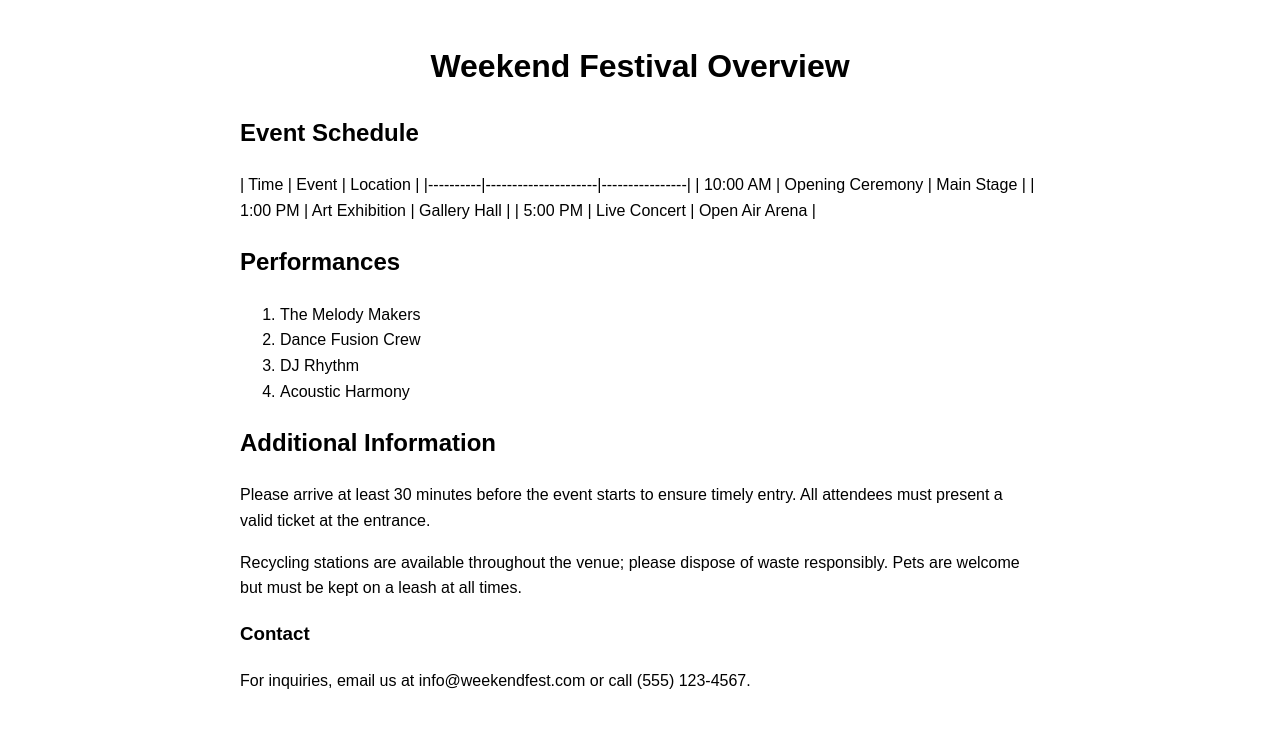 Weekend Festival Overview
Event Schedule
| Time | Event | Location | |----------|---------------------|----------------| | 10:00 AM | Opening Ceremony | Main Stage | |
1:00 PM | Art Exhibition | Gallery Hall | | 5:00 PM | Live Concert | Open Air Arena |
Performances
1. The Melody Makers
2. Dance Fusion Crew
3. DJ Rhythm
4. Acoustic Harmony
Additional Information
Please arrive at least 30 minutes before the event starts to ensure timely entry. All attendees must present a
valid ticket at the entrance.
Recycling stations are available throughout the venue; please dispose of waste responsibly. Pets are welcome
but must be kept on a leash at all times.
Contact
For inquiries, email us at info@weekendfest.com or call (555) 123-4567.